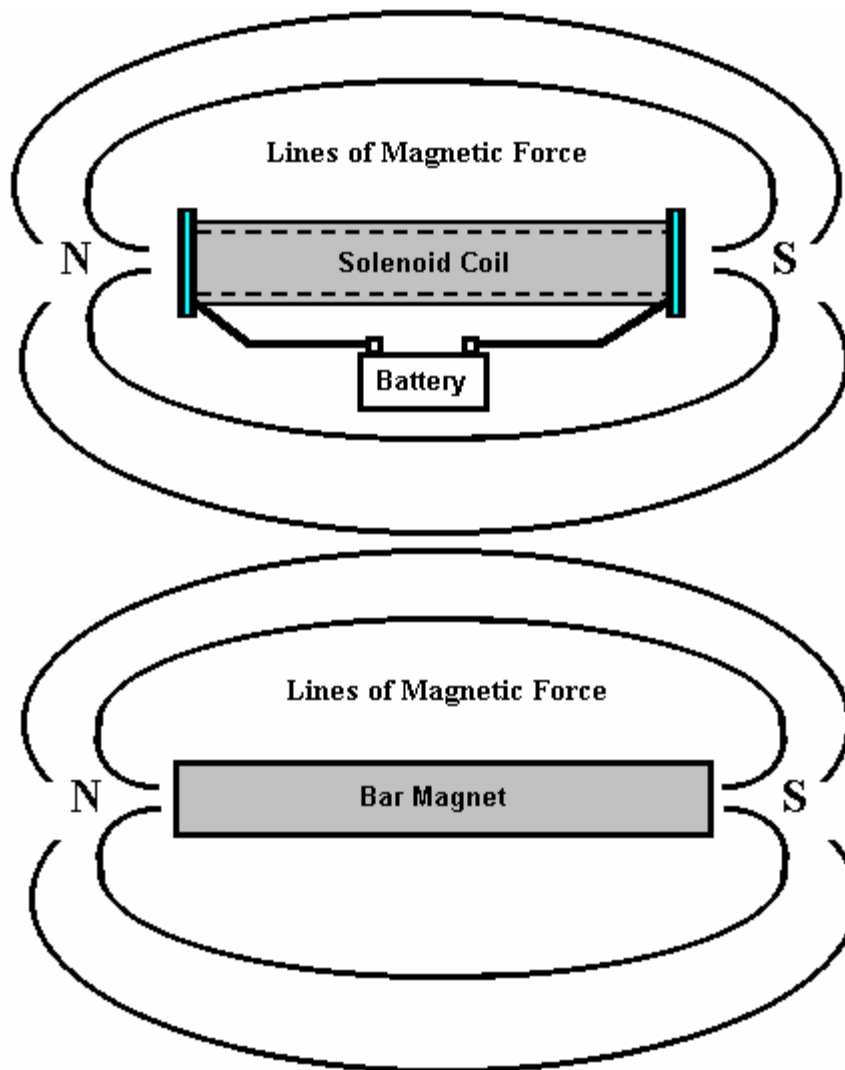 Lines of Magnetic Force
N
Solenoid Coil
S
Battery
Lines of Magnetic Force
N
Bar Magnet
S